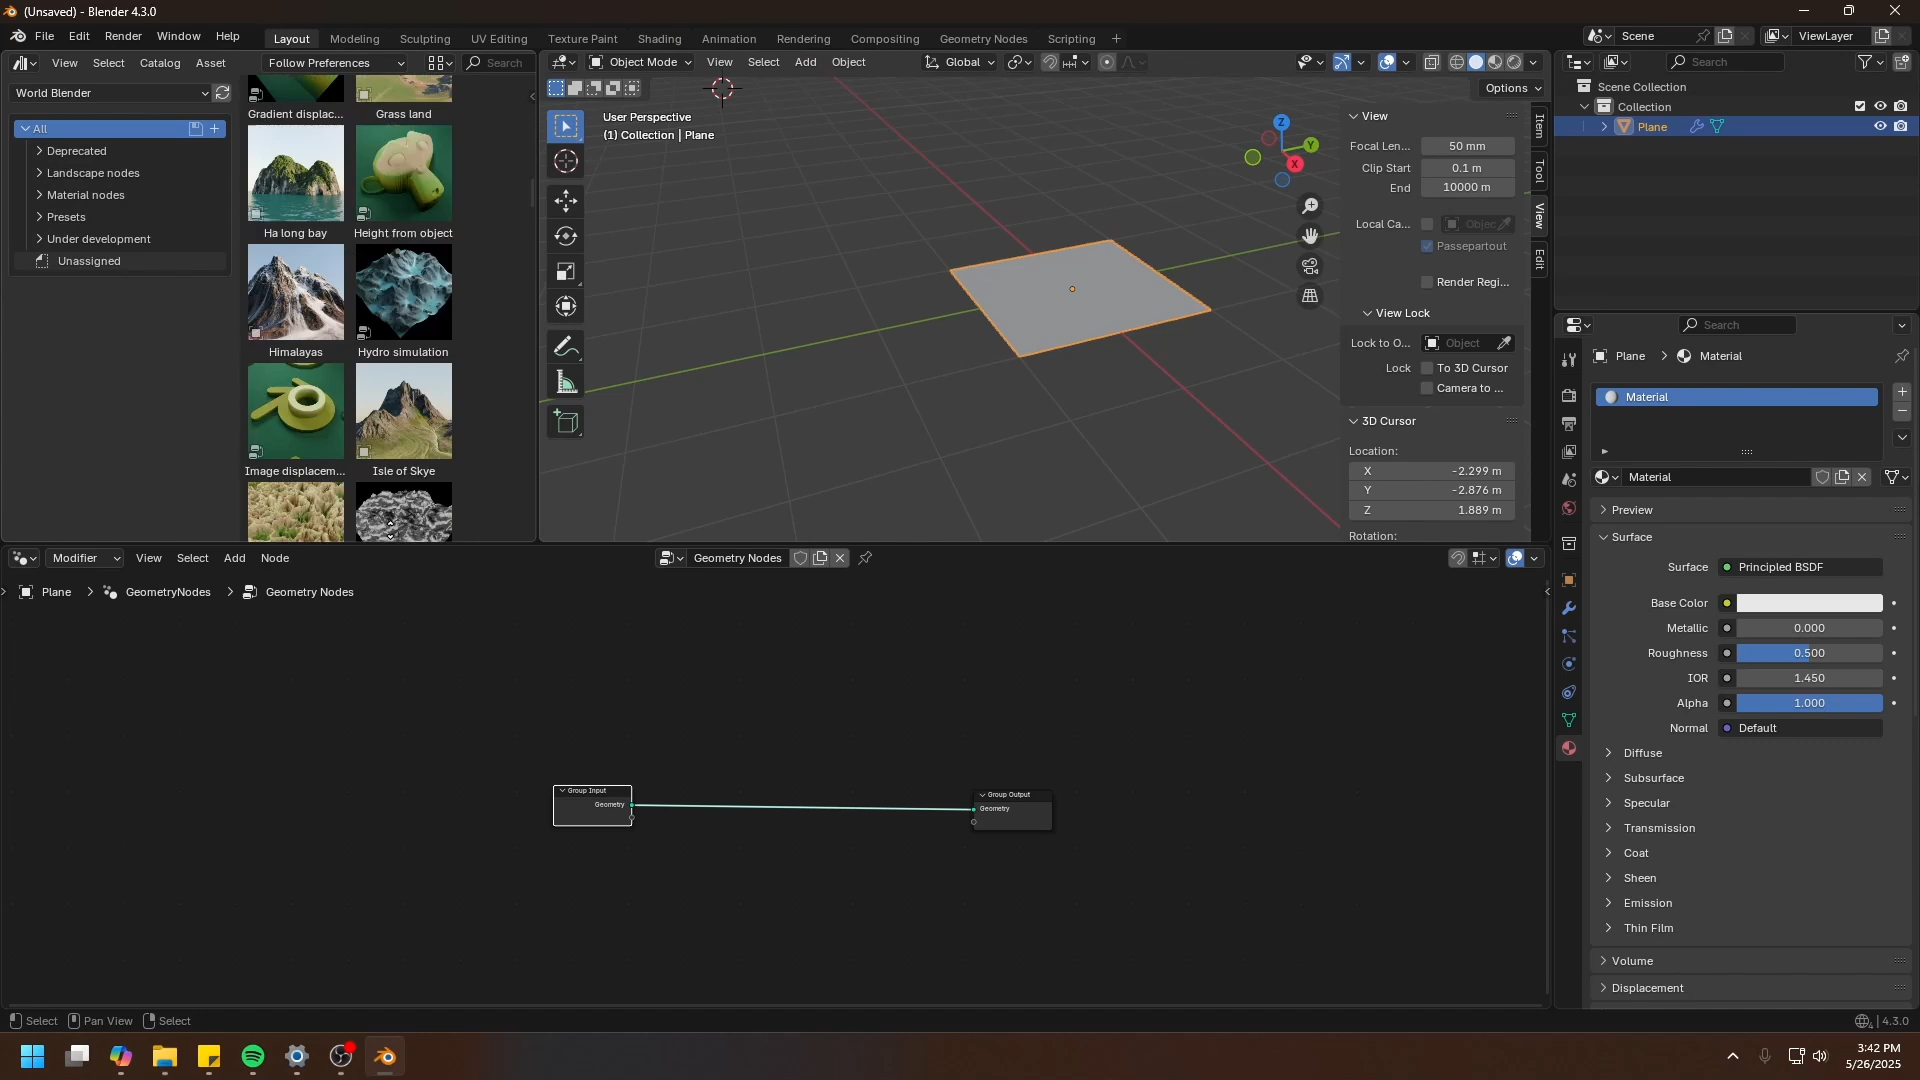 (Unsaved) - Blender 4.3.0
File Edit Render Window Help Layout Modeling Sculpting UV Editing Texture Paint Shading Animation Rendering Compositing Geometry Nodes Scripting Scene ViewLayer
View Select Catalog Asset Follow Preferences Search
World Blender
All
Deprecated
Landscape nodes
Material nodes
Presets
Under development
Unassigned
Gradient displac... Grass land
Ha long bay Height from object
Himalayas Hydro simulation
Image displacem... Isle of Skye
Object Mode View Select Add Object Global
Options
User Perspective
(1) Collection | Plane
Z
Y
X
View
Focal Len... 50 mm
Clip Start 0.1 m
End 10000 m
Local Ca... Objec
Passepartout
Render Regi...
View Lock
Lock to O... Object
Lock To 3D Cursor
Camera to ...
3D Cursor
Location:
X -2.299 m
Y -2.876 m
Z 1.889 m
Rotation:
Item
Tool
View
Edit
Search
Scene Collection
Collection
Plane
Search
Plane Material
Material
Material
Preview
Surface
Surface Principled BSDF
Base Color
Metallic 0.000
Roughness 0.500
IOR 1.450
Alpha 1.000
Normal Default
Diffuse
Subsurface
Specular
Transmission
Coat
Sheen
Emission
Thin Film
Volume
Displacement
Modifier View Select Add Node Geometry Nodes
Plane GeometryNodes Geometry Nodes
Group Input
Geometry
Group Output
Geometry
Select Pan View Select
4.3.0
3:42 PM
5/26/2025